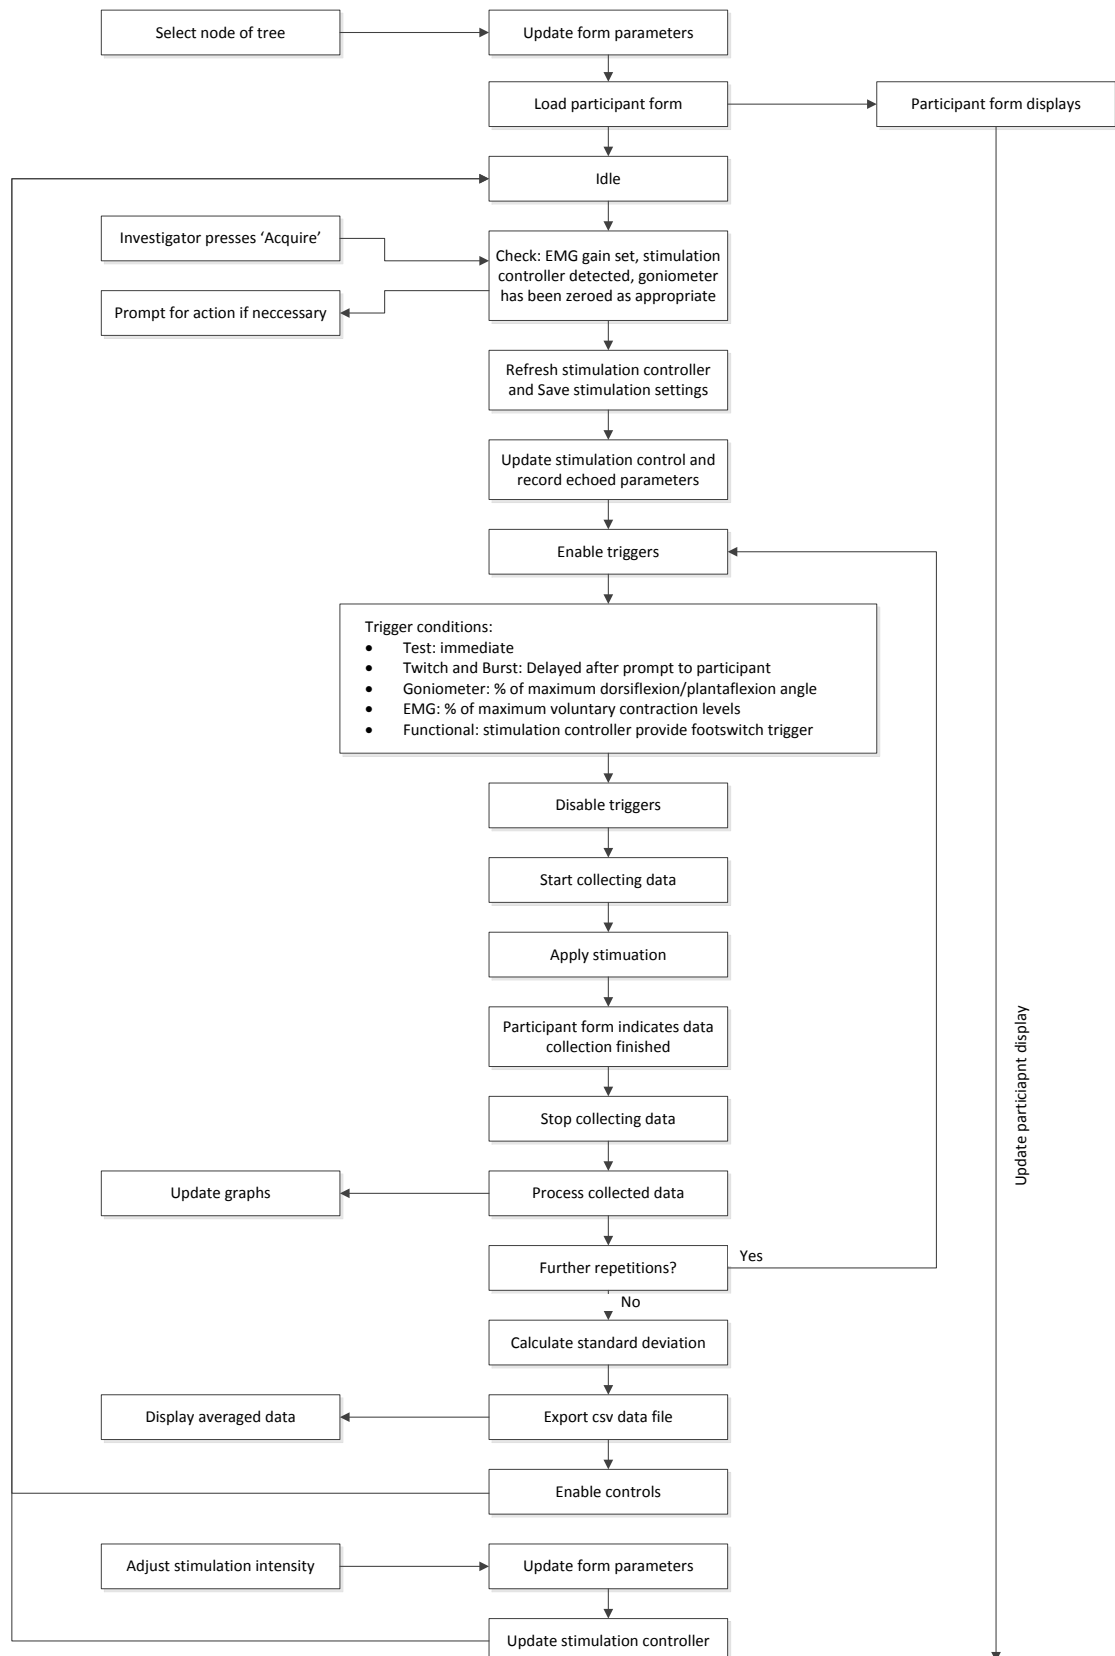 Select node of tree
Update form parameters
Load participant form
Participant form displays
Idle
Investigator presses ‘Acquire’
Check: EMG gain set, stimulation
controller detected, goniometer
has been zeroed as appropriate
Prompt for action if neccessary
Refresh stimulation controller
and Save stimulation settings
Update stimulation control and
record echoed parameters
Enable triggers
Trigger conditions:
• Test: immediate
• Twitch and Burst: Delayed after prompt to participant
• Goniometer: % of maximum dorsiflexion/plantaflexion angle
• EMG: % of maximum voluntary contraction levels
• Functional: stimulation controller provide footswitch trigger
Disable triggers
Start collecting data
Apply stimuation
Participant form indicates data
collection finished
Update particiapnt display
Stop collecting data
Update graphs
Process collected data
Further repetitions?
Yes
No
Calculate standard deviation
Display averaged data
Export csv data file
Enable controls
Adjust stimulation intensity
Update form parameters
Update stimulation controller